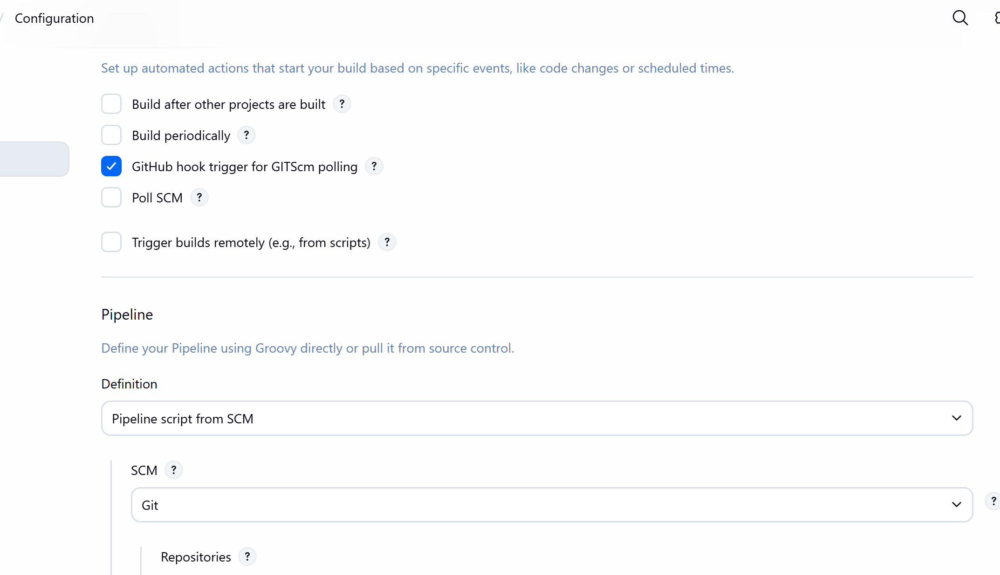 / Configuration
Set up automated actions that start your build based on specific events, like code changes or scheduled times.
Build after other projects are built ?
Build periodically ?
GitHub hook trigger for GITScm polling ?
Poll SCM ?
Trigger builds remotely (e.g., from scripts) ?
Pipeline
Define your Pipeline using Groovy directly or pull it from source control.
Definition
Pipeline script from SCM
SCM ?
Git
?
Repositories ?